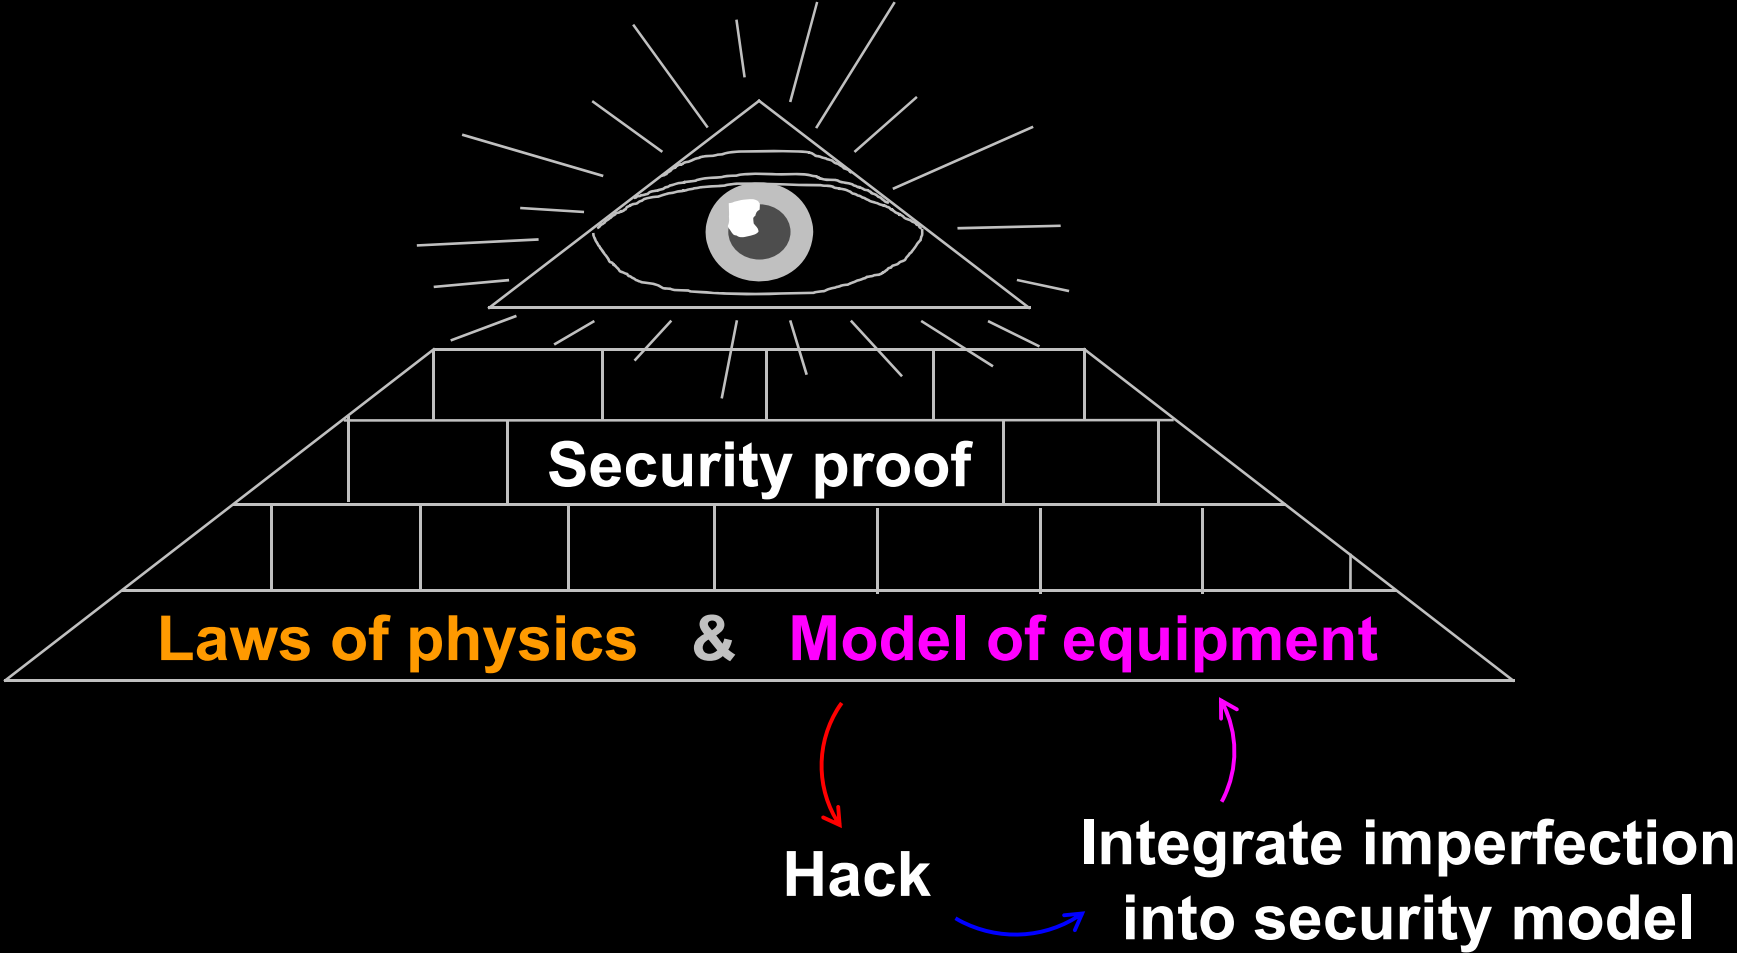 Security proof
Laws of physics & Model of equipment
Hack
Integrate imperfection
into security model